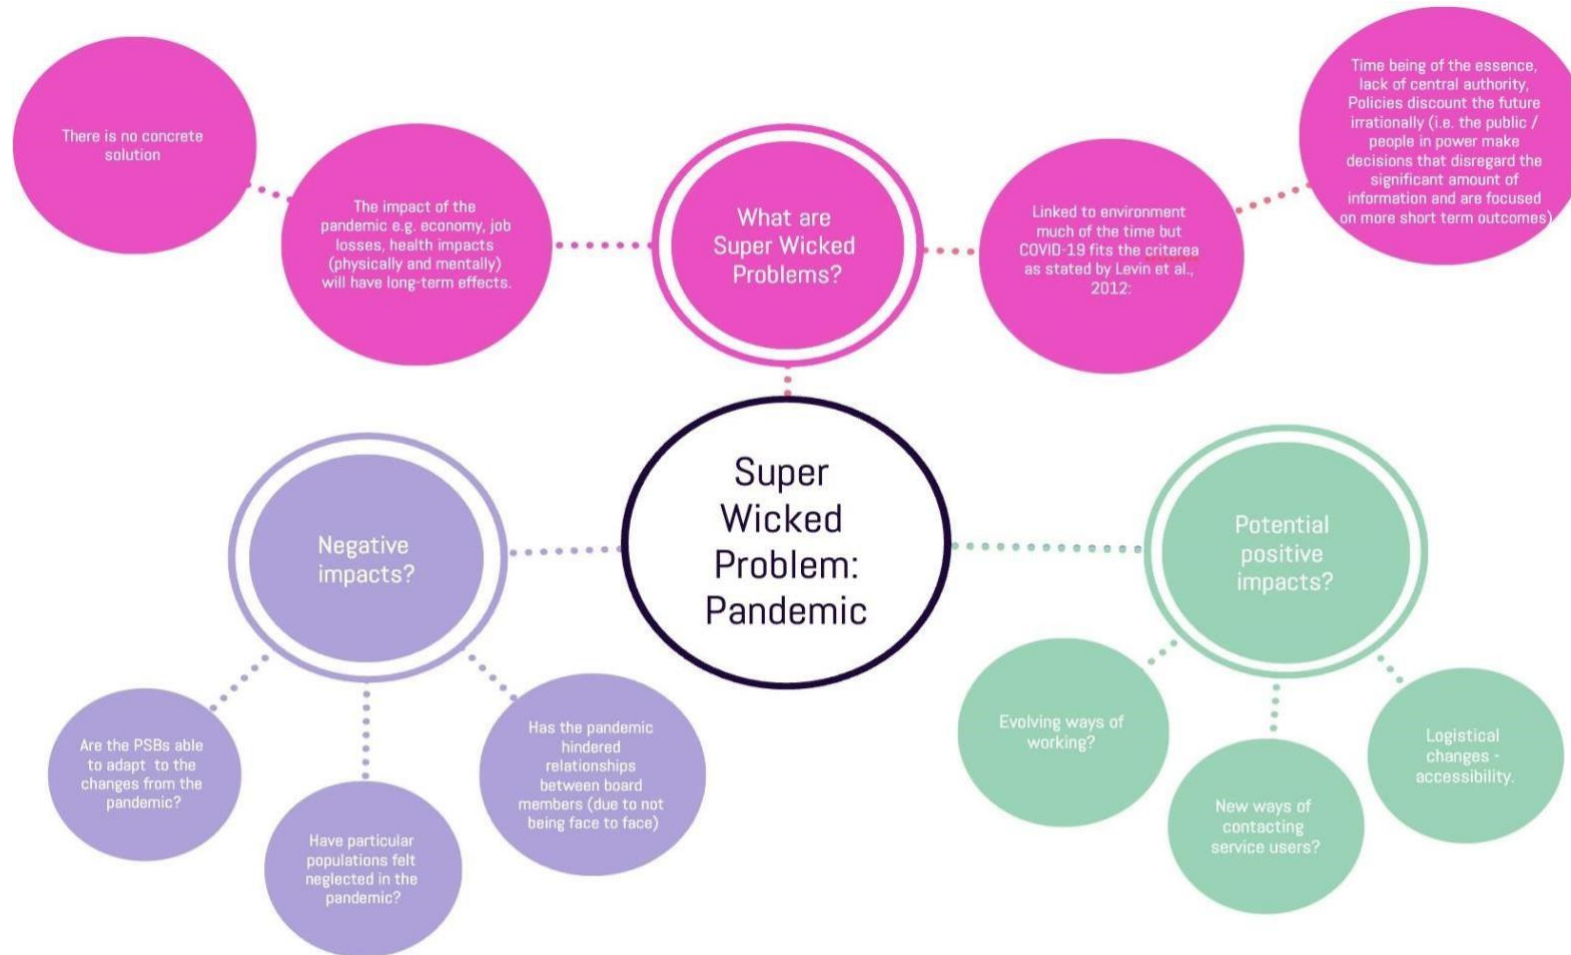 There is no concrete
solution
The impact of the
pandemic e.g. economy, job
losses, health impacts
(physically and mentally)
will have long-term effects.
What are
Super Wicked
Problems?
Linked to environment
much of the time but
COVID-19 fits the criterea
as stated by Levin et al.,
2012:
Time being of the essence,
lack of central authority,
Policies discount the future
irrationally (i.e. the public /
people in power make
decisions that disregard the
significant amount of
information and are focused
on more short term outcomes)
Super
Wicked
Problem:
Pandemic
Negative
impacts?
Are the PSBs able
to adapt to the
changes from the
pandemic?
Have particular
populations felt
neglected in the
pandemic?
Has the pandemic
hindered
relationships
between board
members (due to not
being face to face)
Potential
positive
impacts?
Evolving ways of
working?
New ways of
contacting
service users?
Logistical
changes -
accessibility.